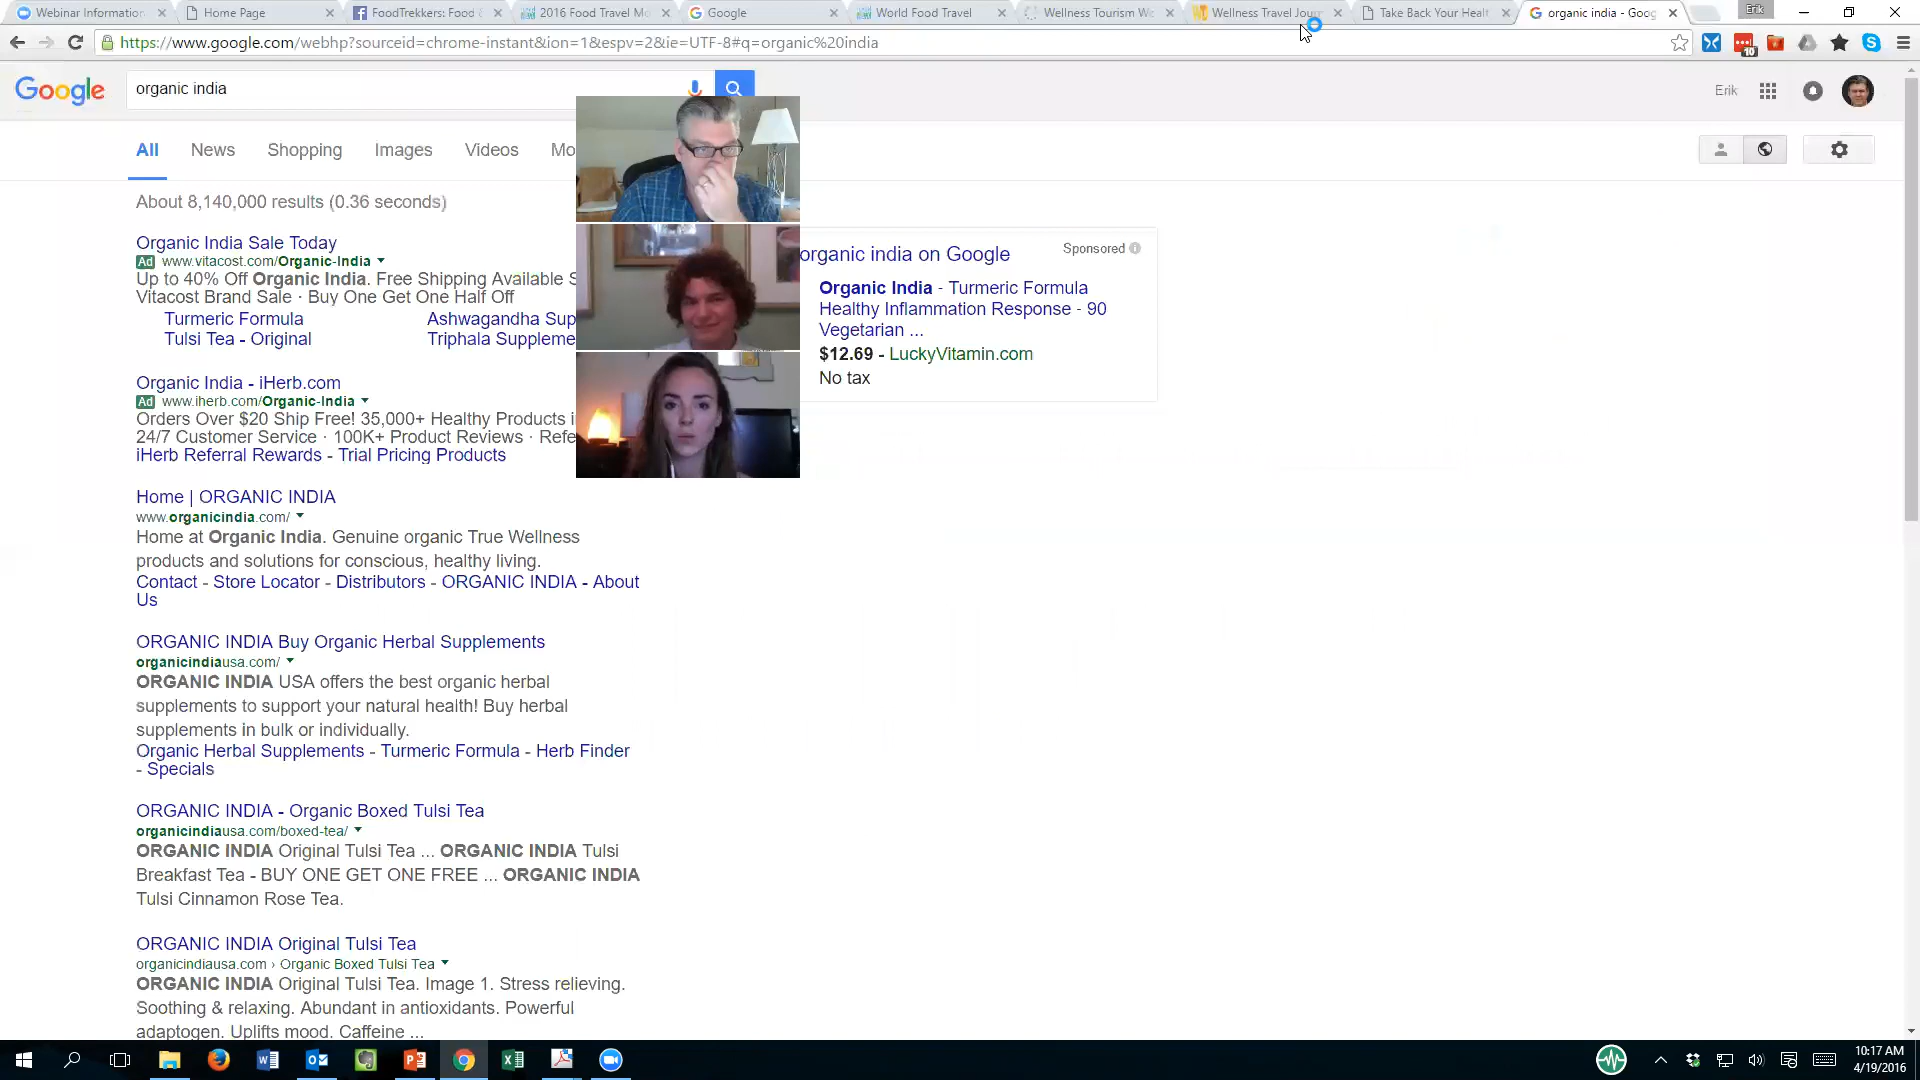 Webinar Information
Home Page
FoodTrekkers: Food &
2016 Food Travel Mo
Google
World Food Travel
Wellness Tourism Wo
Wellness Travel Jour
Take Back Your Healt
organic india - Goog
Erik
https://www.google.com/webhp?sourceid=chrome-instant&ion=1&espv=2&ie=UTF-8#q=organic%20india
10
Google
organic india
Erik
All
News
Shopping
Images
Videos
Mo
About 8,140,000 results (0.36 seconds)
Organic India Sale Today
Ad www.vitacost.com/Organic-India
Up to 40% Off Organic India. Free Shipping Available S
Vitacost Brand Sale · Buy One Get One Half Off
Turmeric Formula
Ashwagandha Sup
Tulsi Tea - Original
Triphala Suppleme
Organic India - iHerb.com
Ad www.iherb.com/Organic-India
Orders Over $20 Ship Free! 35,000+ Healthy Products i
24/7 Customer Service · 100K+ Product Reviews · Refe
iHerb Referral Rewards - Trial Pricing Products
Home | ORGANIC INDIA
www.organicindia.com/
Home at Organic India. Genuine organic True Wellness
products and solutions for conscious, healthy living.
Contact - Store Locator - Distributors - ORGANIC INDIA - About
Us
ORGANIC INDIA Buy Organic Herbal Supplements
organicindiausa.com/
ORGANIC INDIA USA offers the best organic herbal
supplements to support your natural health! Buy herbal
supplements in bulk or individually.
Organic Herbal Supplements - Turmeric Formula - Herb Finder
- Specials
ORGANIC INDIA - Organic Boxed Tulsi Tea
organicindiausa.com/boxed-tea/
ORGANIC INDIA Original Tulsi Tea ... ORGANIC INDIA Tulsi
Breakfast Tea - BUY ONE GET ONE FREE ... ORGANIC INDIA
Tulsi Cinnamon Rose Tea.
ORGANIC INDIA Original Tulsi Tea
organicindiausa.com › Organic Boxed Tulsi Tea
ORGANIC INDIA Original Tulsi Tea. Image 1. Stress relieving.
Soothing & relaxing. Abundant in antioxidants. Powerful
adaptogen. Uplifts mood. Caffeine ...
organic india on Google
Sponsored
Organic India - Turmeric Formula
Healthy Inflammation Response - 90
Vegetarian ...
$12.69 - LuckyVitamin.com
No tax
10:17 AM
4/19/2016